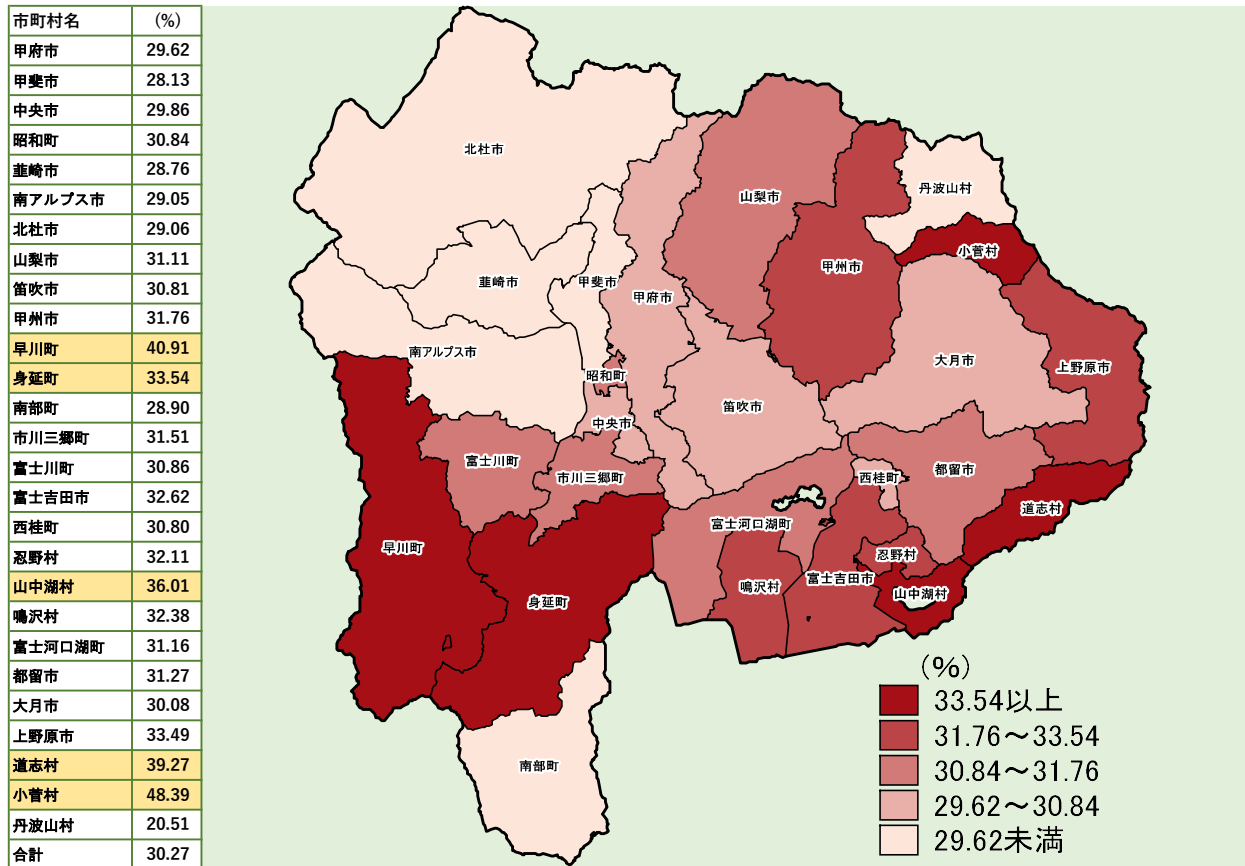 市町村名 (%)
甲府市 29.62
甲斐市 28.13
中央市 29.86
昭和町 30.84
韮崎市 28.76
南アルプス市 29.05
北杜市 29.06
山梨市 31.11
笛吹市 30.81
甲州市 31.76
早川町 40.91
身延町 33.54
南部町 28.90
市川三郷町 31.51
富士川町 30.86
富士吉田市 32.62
西桂町 30.80
忍野村 32.11
山中湖村 36.01
鳴沢村 32.38
富士河口湖町 31.16
都留市 31.27
大月市 30.08
上野原市 33.49
道志村 39.27
小菅村 48.39
丹波山村 20.51
合計 30.27
北杜市
丹波山村
山梨市
小菅村
甲州市
韮崎市
甲斐市
甲府市
南アルプス市
大月市
上野原市
昭和町
笛吹市
中央市
富士川町
市川三郷町
西桂町
都留市
道志村
富士河口湖町
早川町
忍野村
鳴沢村
富士吉田市
山中湖村
身延町
南部町
(%)
33.54以上
31.76～33.54
30.84～31.76
29.62～30.84
29.62未満